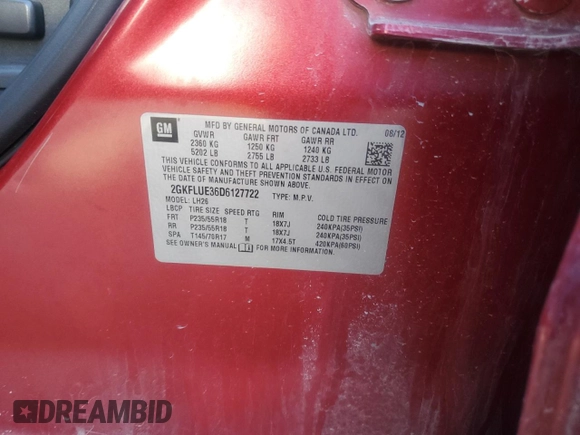 GM
MFD BY GENERAL MOTORS OF CANADA LTD. 08/12
GVWR GAWR FRT GAWR RR
2360 KG 1250 KG 1240 KG
5202 LB 2755 LB 2733 LB
THIS VEHICLE CONFORMS TO ALL APPLICABLE U.S. FEDERAL MOTOR
VEHICLE SAFETY, BUMPER, AND THEFT PREVENTION STANDARDS IN EFFECT ON
THE DATE OF MANUFACTURE SHOWN ABOVE.
2GKFLUE36D6127722 TYPE: M.P.V.
MODEL: LH26
LBCP: TIRE SIZE SPEED RTG RIM COLD TIRE PRESSURE
FRT P235/55R18 T 18X7J 240KPA(35PSI)
RR P235/55R18 T 18X7J 240KPA(35PSI)
SPA T145/70R17 M 17X4.5T 420KPA(60PSI)
SEE OWNER'S MANUAL FOR MORE INFORMATION.
DREAMBID